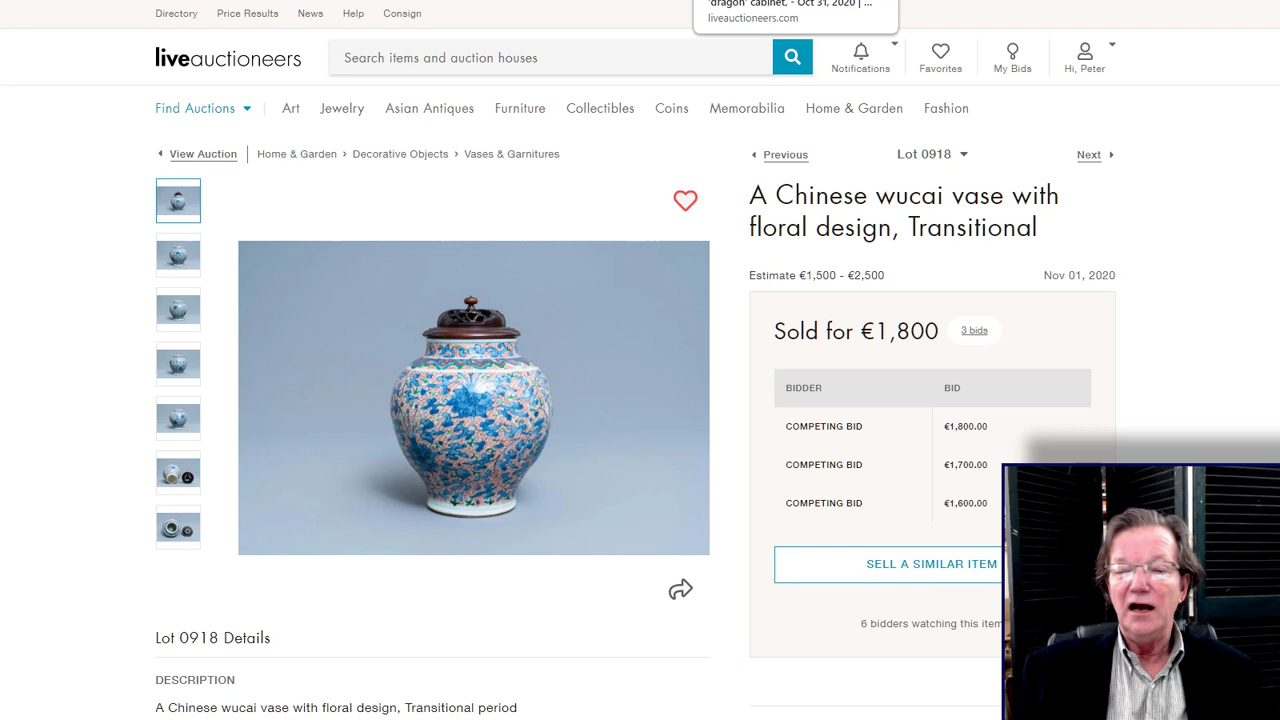 Directory Price Results News Help Consign
'dragon' cabinet, - Oct 31, 2020 | ...
liveauctioneers.com
liveauctioneers
Search items and auction houses
Notifications Favorites My Bids Hi, Peter
Find Auctions Art Jewelry Asian Antiques Furniture Collectibles Coins Memorabilia Home & Garden Fashion
View Auction Home & Garden › Decorative Objects › Vases & Garnitures
Previous Lot 0918 Next
A Chinese wucai vase with
floral design, Transitional
Estimate €1,500 - €2,500 Nov 01, 2020
Sold for €1,800 3 bids
BIDDER BID
COMPETING BID €1,800.00
COMPETING BID €1,700.00
COMPETING BID €1,600.00
SELL A SIMILAR ITEM
6 bidders watching this item
Lot 0918 Details
DESCRIPTION
A Chinese wucai vase with floral design, Transitional period